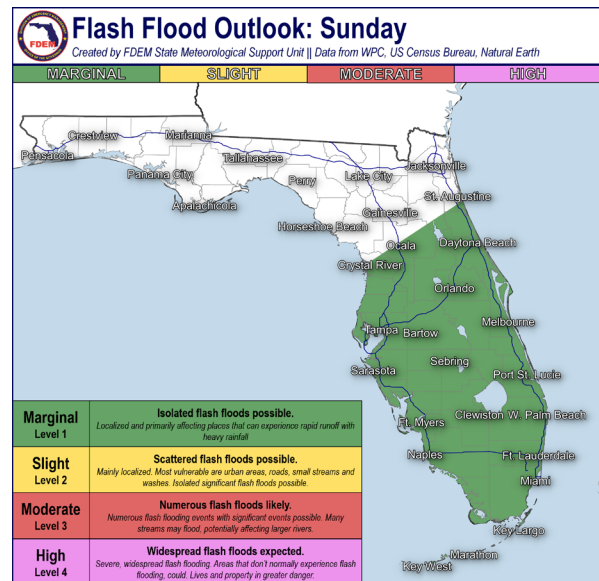 Flash Flood Outlook: Sunday
Created by FDEM State Meteorological Support Unit || Data from WPC, US Census Bureau, Natural Earth
FDEM
MARGINAL
SLIGHT
MODERATE
HIGH
Crestview
Marianna
Pensacola
Tallahassee
Jacksonville
Panama City
Perry
Lake City
St. Augustine
Apalachicola
Gainesville
Horseshoe Beach
Ocala
Daytona Beach
Crystal River
Orlando
Melbourne
Tampa
Bartow
Sebring
Sarasota
Port St. Lucie
Clewiston
W. Palm Beach
Ft. Myers
Naples
Ft. Lauderdale
Miami
Key Largo
Marathon
Key West
Marginal
Level 1
Isolated flash floods possible.
Localized and primarily affecting places that can experience rapid runoff with
heavy rainfall
Slight
Level 2
Scattered flash floods possible.
Mainly localized. Most vulnerable are urban areas, roads, small streams and
washes. Isolated significant flash floods possible.
Moderate
Level 3
Numerous flash floods likely.
Numerous flash flooding events with significant events possible. Many
streams may flood, potentially affecting larger rivers.
High
Level 4
Widespread flash floods expected.
Severe, widespread flash flooding. Areas that don't normally experience flash
flooding, could. Lives and property in greater danger.